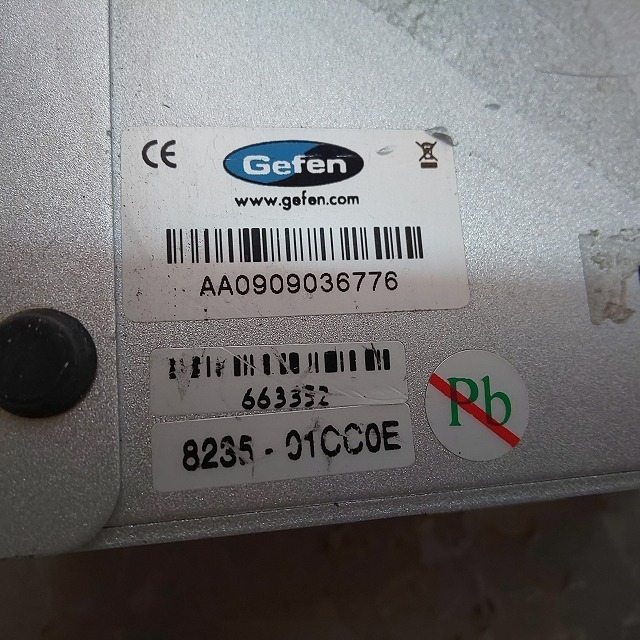 CE
Gefen
www.gefen.com
AA0909036776
663352
8235 - 01CC0E
Pb